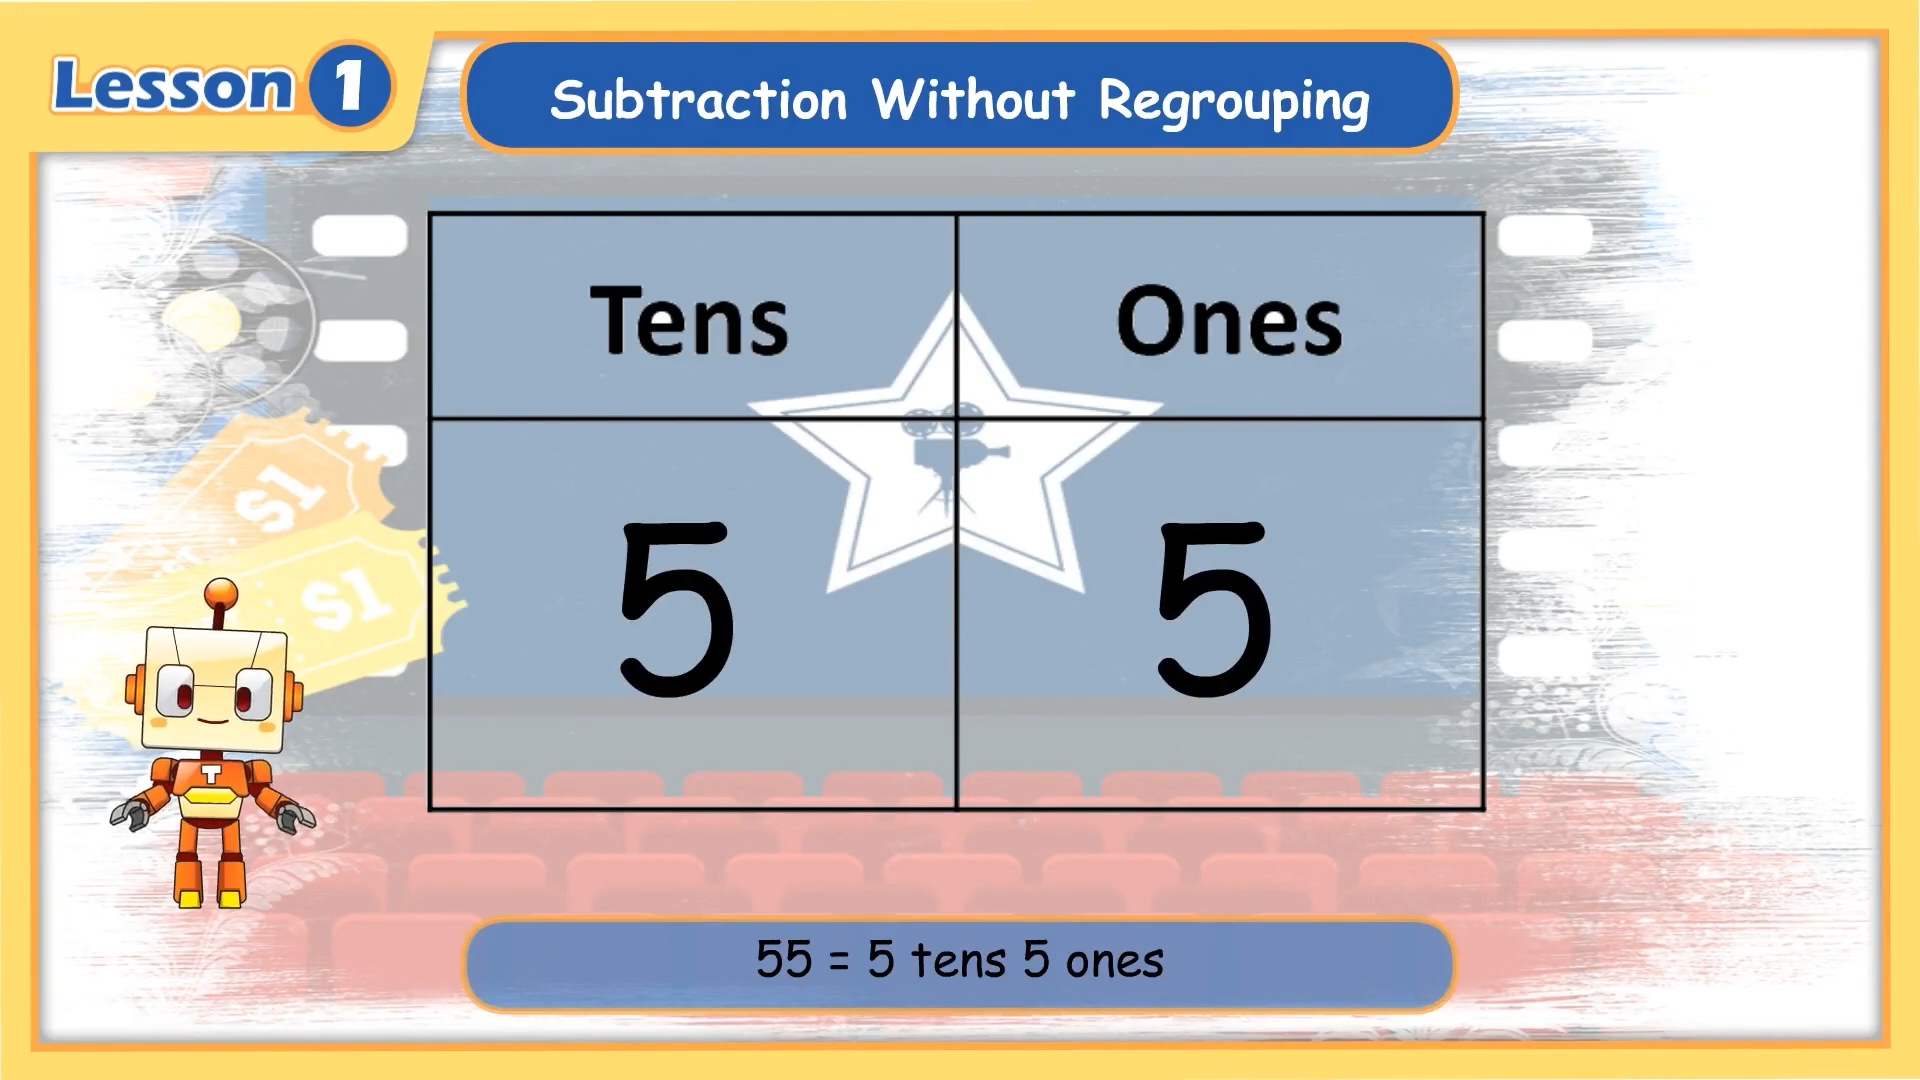 Lesson 1
Subtraction Without Regrouping
Tens Ones
5 5
$1
$1
T
55 = 5 tens 5 ones